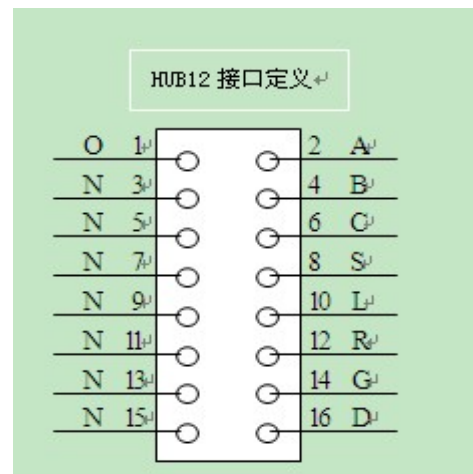 HUB12 接口定义
O 1 2 A
N 3 4 B
N 5 6 C
N 7 8 S
N 9 10 L
N 11 12 R
N 13 14 G
N 15 16 D